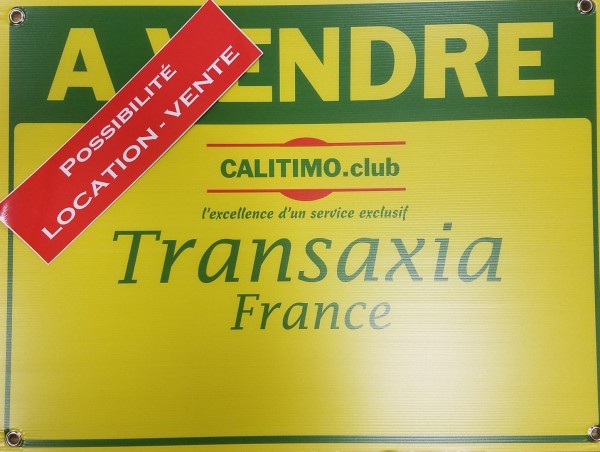 A VENDRE
POSSIBILITÉ
LOCATION - VENTE
CALITIMO.club
l'excellence d'un service exclusif
Transaxia
France